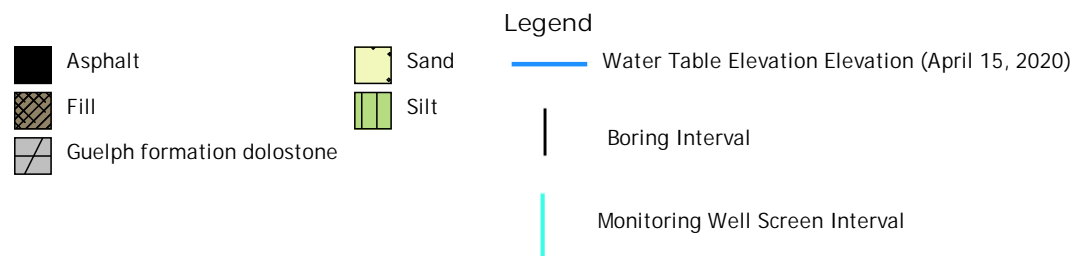 Legend
Asphalt
Fill
Guelph formation dolostone
Sand
Silt
Water Table Elevation Elevation (April 15, 2020)
Boring Interval
Monitoring Well Screen Interval